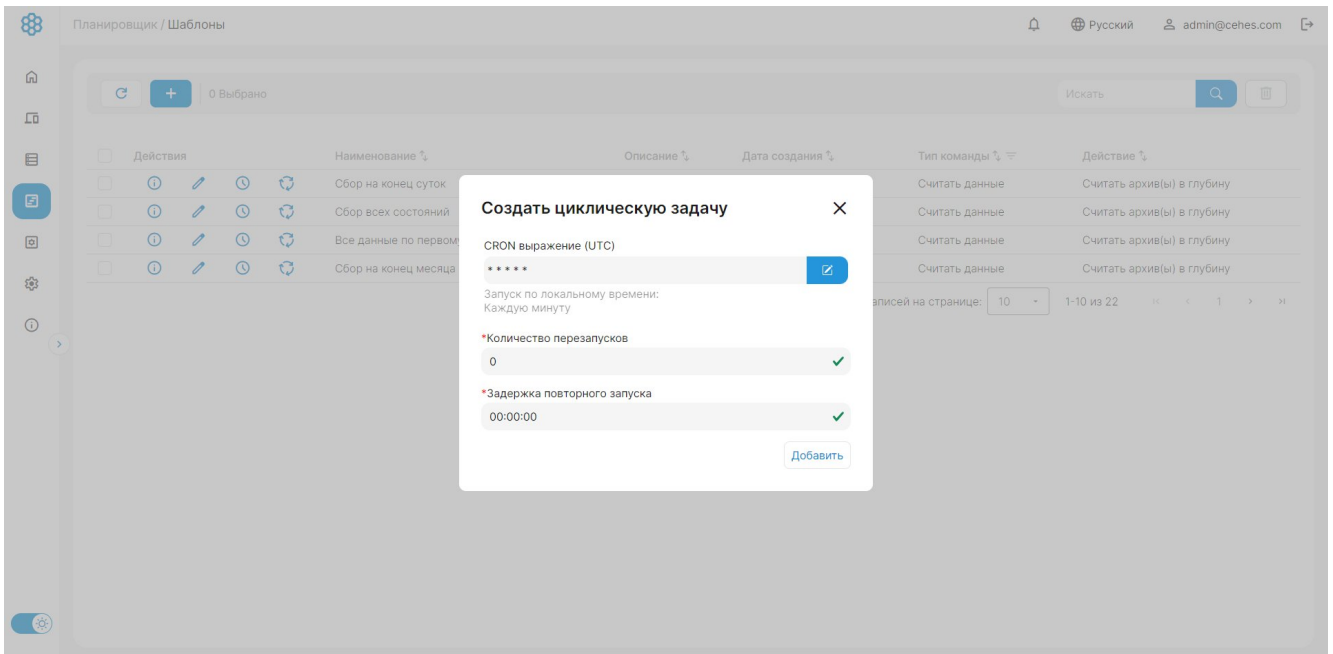 Планировщик / Шаблоны
Русский
admin@cehes.com
0 Выбрано
Искать
Действия Наименование Описание Дата создания Тип команды Действие
Сбор на конец суток Считать данные Считать архив(ы) в глубину
Сбор всех состояний Считать данные Считать архив(ы) в глубину
Все данные по Считать данные Считать архив(ы) в глубину
Сбор на конец месяца Считать данные Считать архив(ы) в глубину
на странице: 10 1-10 из 22 1
Создать циклическую задачу
CRON выражение (UTC)
* * * * *
Запуск по локальному времени:
Каждую минуту
*Количество перезапусков
0
*Задержка повторного запуска
00:00:00
Добавить